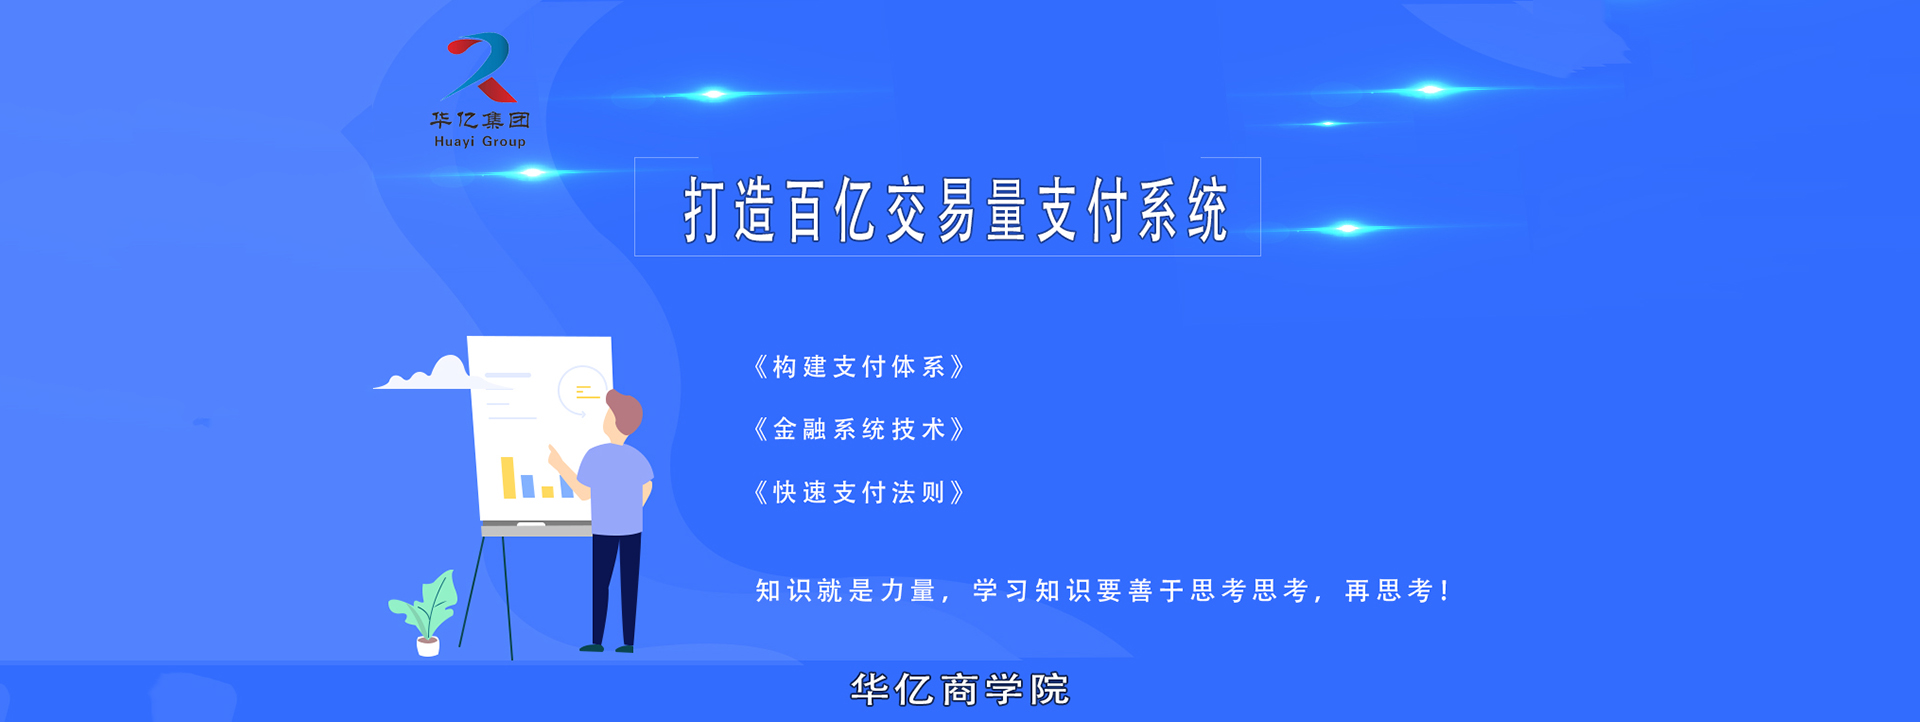 华亿集团
Huayi Group
打造百亿交易量支付系统
《构建支付体系》
《金融系统技术》
《快速支付法则》
知识就是力量，学习知识要善于思考思考，再思考！
华亿商学院